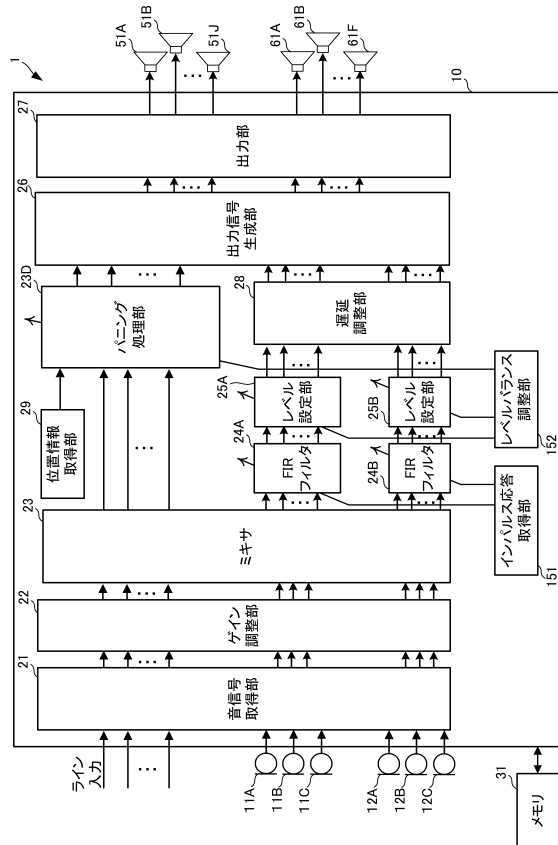 1
10
ライン
入力
11A
11B
11C
12A
12B
12C
21
音信号
取得部
22
ゲイン
調整部
23
ミキサ
29
位置情報
取得部
23D
パニング
処理部
24A
FIR
フィルタ
24B
FIR
フィルタ
25A
レベル
設定部
25B
レベル
設定部
28
遅延
調整部
26
出力信号
生成部
27
出力部
51A
51B
51J
61A
61B
61F
インパルス応答
取得部
151
レベルバランス
調整部
152
31
メモリ